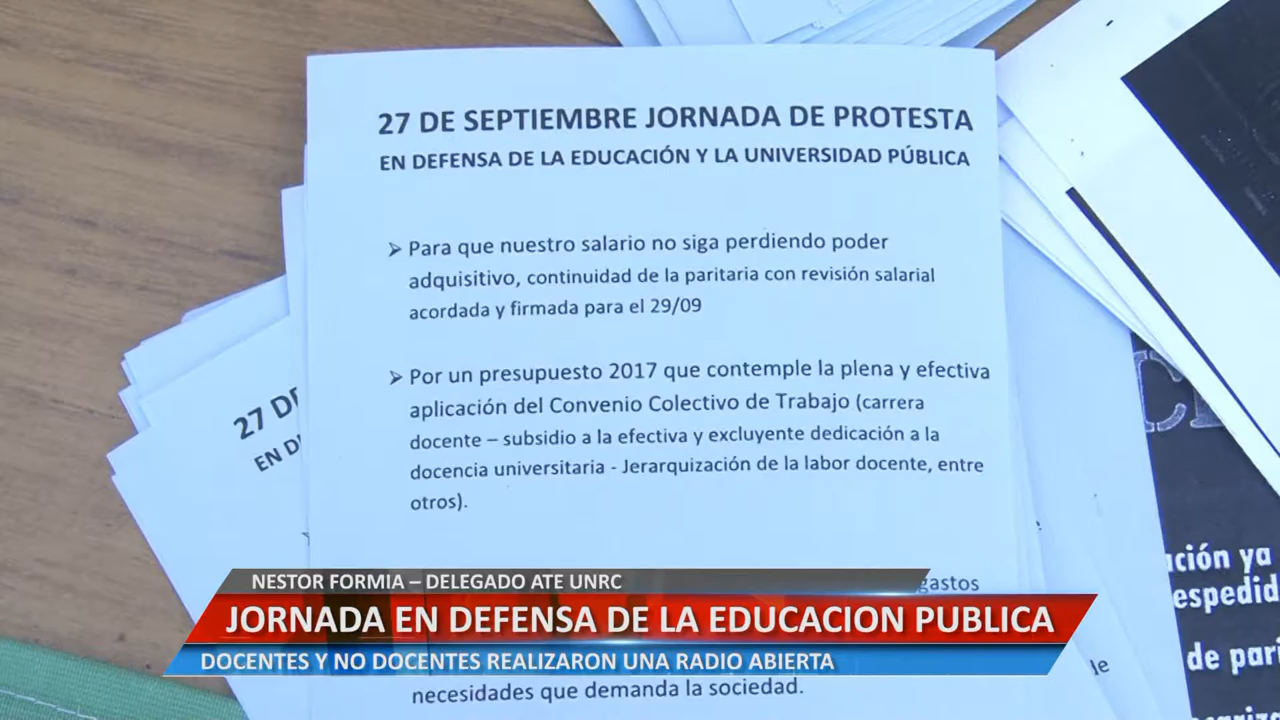 27 DE SEPTIEMBRE JORNADA DE PROTESTA
EN DEFENSA DE LA EDUCACIÓN Y LA UNIVERSIDAD PÚBLICA
➢ Para que nuestro salario no siga perdiendo poder
adquisitivo, continuidad de la paritaria con revisión salarial
acordada y firmada para el 29/09
➢ Por un presupuesto 2017 que contemple la plena y efectiva
aplicación del Convenio Colectivo de Trabajo (carrera
docente – subsidio a la efectiva y excluyente dedicación a la
docencia universitaria - Jerarquización de la labor docente, entre
otros).
gastos
necesidades que demanda la sociedad.
27 DE
EN D
ción ya
espedid
de pari
le
NESTOR FORMIA – DELEGADO ATE UNRC
JORNADA EN DEFENSA DE LA EDUCACION PUBLICA
DOCENTES Y NO DOCENTES REALIZARON UNA RADIO ABIERTA